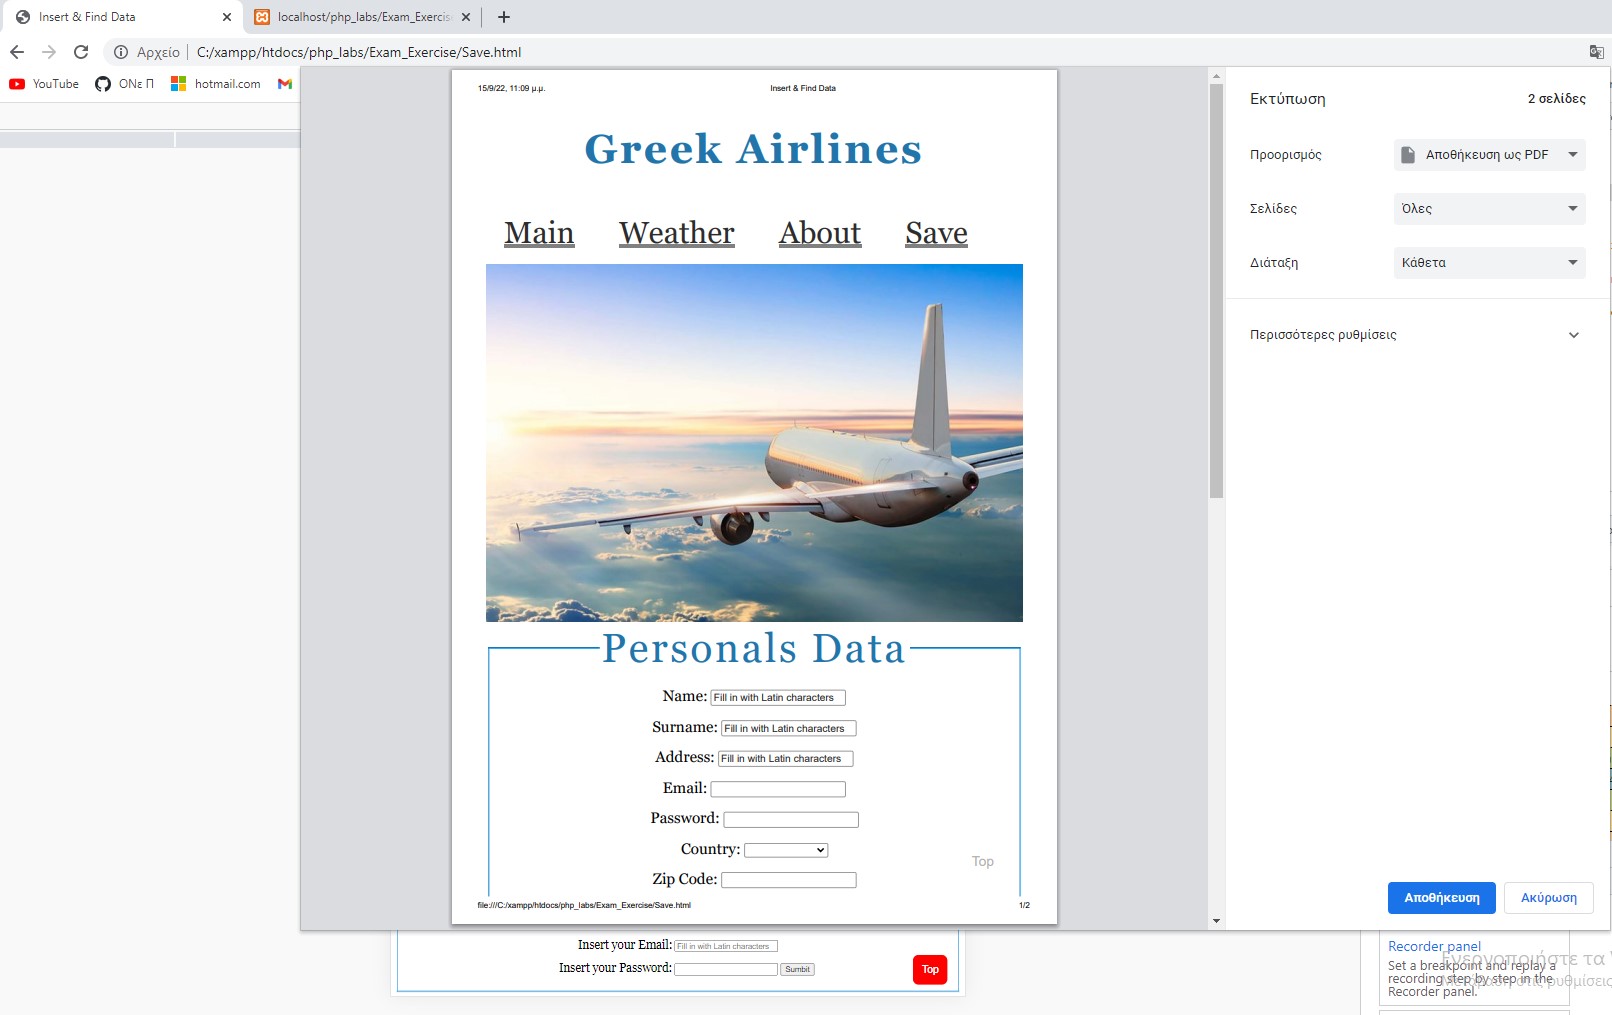 Insert & Find Data
localhost/php_labs/Exam_Exercis
Αρχείο
C:/xampp/htdocs/php_labs/Exam_Exercise/Save.html
YouTube
ONε Π
hotmail.com
15/9/22, 11:09 μ.μ.
Insert & Find Data
Greek Airlines
Main Weather About Save
Personals Data
Name: Fill in with Latin characters
Surname: Fill in with Latin characters
Address: Fill in with Latin characters
Email:
Password:
Country:
Top
Zip Code:
file:///C:/xampp/htdocs/php_labs/Exam_Exercise/Save.html
1/2
Εκτύπωση
2 σελίδες
Προορισμός
Αποθήκευση ως PDF
Σελίδες
Όλες
Διάταξη
Κάθετα
Περισσότερες ρυθμίσεις
Αποθήκευση
Ακύρωση
Insert your Email: Fill in with Latin characters
Insert your Password: Sumbit
Top
Recorder panel
Set a breakpoint and replay a
recording step by step in the
Recorder panel.
Ενεργοποιήστε τα